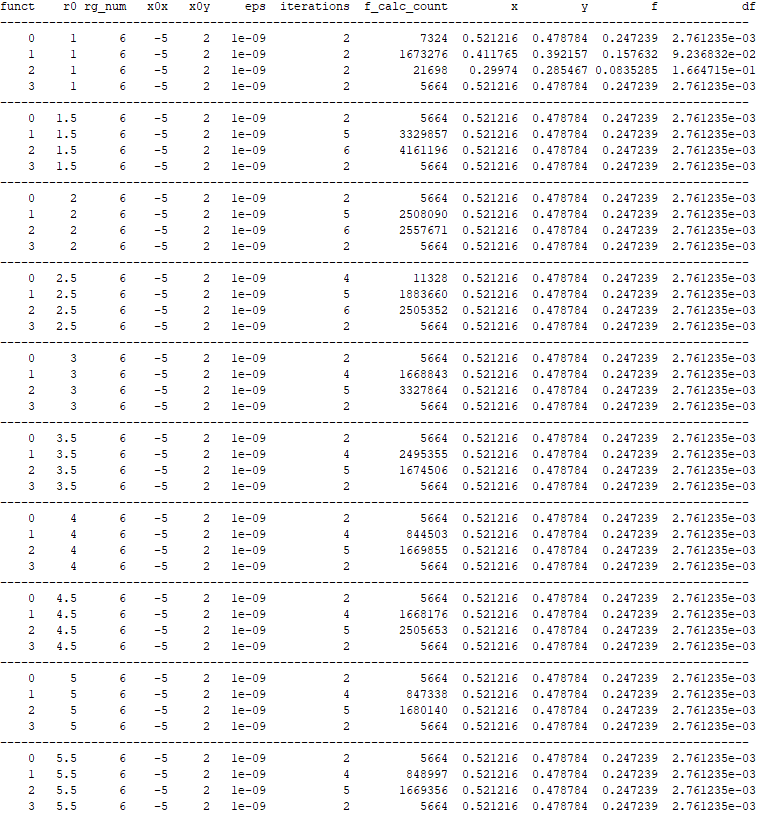 funct r0 rg_num x0x x0y eps iterations f_calc_count x y f df
--------------------------------------------------------------------------------
0 1 6 -5 2 1e-09 2 7324 0.521216 0.478784 0.247239 2.761235e-03
1 1 6 -5 2 1e-09 2 1673276 0.411765 0.392157 0.157632 9.236832e-02
2 1 6 -5 2 1e-09 2 21698 0.29974 0.285467 0.0835285 1.664715e-01
3 1 6 -5 2 1e-09 2 5664 0.521216 0.478784 0.247239 2.761235e-03
--------------------------------------------------------------------------------
0 1.5 6 -5 2 1e-09 2 5664 0.521216 0.478784 0.247239 2.761235e-03
1 1.5 6 -5 2 1e-09 5 3329857 0.521216 0.478784 0.247239 2.761235e-03
2 1.5 6 -5 2 1e-09 6 4161196 0.521216 0.478784 0.247239 2.761235e-03
3 1.5 6 -5 2 1e-09 2 5664 0.521216 0.478784 0.247239 2.761235e-03
--------------------------------------------------------------------------------
0 2 6 -5 2 1e-09 2 5664 0.521216 0.478784 0.247239 2.761235e-03
1 2 6 -5 2 1e-09 5 2508090 0.521216 0.478784 0.247239 2.761235e-03
2 2 6 -5 2 1e-09 6 2557671 0.521216 0.478784 0.247239 2.761235e-03
3 2 6 -5 2 1e-09 2 5664 0.521216 0.478784 0.247239 2.761235e-03
--------------------------------------------------------------------------------
0 2.5 6 -5 2 1e-09 4 11328 0.521216 0.478784 0.247239 2.761235e-03
1 2.5 6 -5 2 1e-09 5 1883660 0.521216 0.478784 0.247239 2.761235e-03
2 2.5 6 -5 2 1e-09 6 2505352 0.521216 0.478784 0.247239 2.761235e-03
3 2.5 6 -5 2 1e-09 2 5664 0.521216 0.478784 0.247239 2.761235e-03
--------------------------------------------------------------------------------
0 3 6 -5 2 1e-09 2 5664 0.521216 0.478784 0.247239 2.761235e-03
1 3 6 -5 2 1e-09 4 1668843 0.521216 0.478784 0.247239 2.761235e-03
2 3 6 -5 2 1e-09 5 3327864 0.521216 0.478784 0.247239 2.761235e-03
3 3 6 -5 2 1e-09 2 5664 0.521216 0.478784 0.247239 2.761235e-03
--------------------------------------------------------------------------------
0 3.5 6 -5 2 1e-09 2 5664 0.521216 0.478784 0.247239 2.761235e-03
1 3.5 6 -5 2 1e-09 4 2495355 0.521216 0.478784 0.247239 2.761235e-03
2 3.5 6 -5 2 1e-09 5 1674506 0.521216 0.478784 0.247239 2.761235e-03
3 3.5 6 -5 2 1e-09 2 5664 0.521216 0.478784 0.247239 2.761235e-03
--------------------------------------------------------------------------------
0 4 6 -5 2 1e-09 2 5664 0.521216 0.478784 0.247239 2.761235e-03
1 4 6 -5 2 1e-09 4 844503 0.521216 0.478784 0.247239 2.761235e-03
2 4 6 -5 2 1e-09 5 1669855 0.521216 0.478784 0.247239 2.761235e-03
3 4 6 -5 2 1e-09 2 5664 0.521216 0.478784 0.247239 2.761235e-03
--------------------------------------------------------------------------------
0 4.5 6 -5 2 1e-09 2 5664 0.521216 0.478784 0.247239 2.761235e-03
1 4.5 6 -5 2 1e-09 4 1668176 0.521216 0.478784 0.247239 2.761235e-03
2 4.5 6 -5 2 1e-09 5 2505653 0.521216 0.478784 0.247239 2.761235e-03
3 4.5 6 -5 2 1e-09 2 5664 0.521216 0.478784 0.247239 2.761235e-03
--------------------------------------------------------------------------------
0 5 6 -5 2 1e-09 2 5664 0.521216 0.478784 0.247239 2.761235e-03
1 5 6 -5 2 1e-09 4 847338 0.521216 0.478784 0.247239 2.761235e-03
2 5 6 -5 2 1e-09 5 1680140 0.521216 0.478784 0.247239 2.761235e-03
3 5 6 -5 2 1e-09 2 5664 0.521216 0.478784 0.247239 2.761235e-03
--------------------------------------------------------------------------------
0 5.5 6 -5 2 1e-09 2 5664 0.521216 0.478784 0.247239 2.761235e-03
1 5.5 6 -5 2 1e-09 4 848997 0.521216 0.478784 0.247239 2.761235e-03
2 5.5 6 -5 2 1e-09 5 1669356 0.521216 0.478784 0.247239 2.761235e-03
3 5.5 6 -5 2 1e-09 2 5664 0.521216 0.478784 0.247239 2.761235e-03